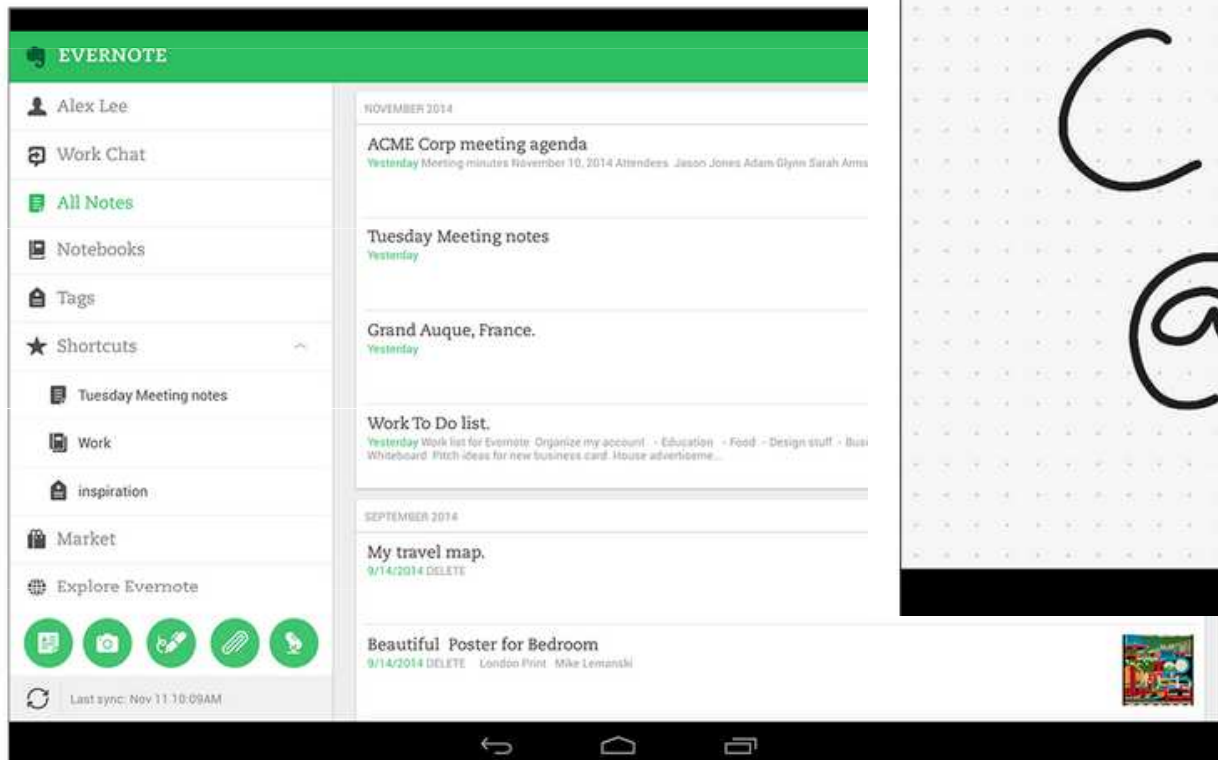 EVERNOTE
Alex Lee
Work Chat
All Notes
Notebooks
Tags
Shortcuts
Tuesday Meeting notes
Work
inspiration
Market
Explore Evernote
Last sync: Nov 11 10:09AM
NOVEMBER 2014
ACME Corp meeting agenda
Yesterday Meeting minutes November 10, 2014 Attendees Jason Jones Adam Glynn Sarah Arms
Tuesday Meeting notes
Yesterday
Grand Auque, France.
Yesterday
Work To Do list.
Yesterday Work list for Evernote Organize my account - Education - Food - Design stuff - Busi
Whiteboard Pitch ideas for new business card House advertiseme...
SEPTEMBER 2014
My travel map.
9/14/2014 DELETE
Beautiful Poster for Bedroom
9/14/2014 DELETE London Print Mike Lemanski
C
@